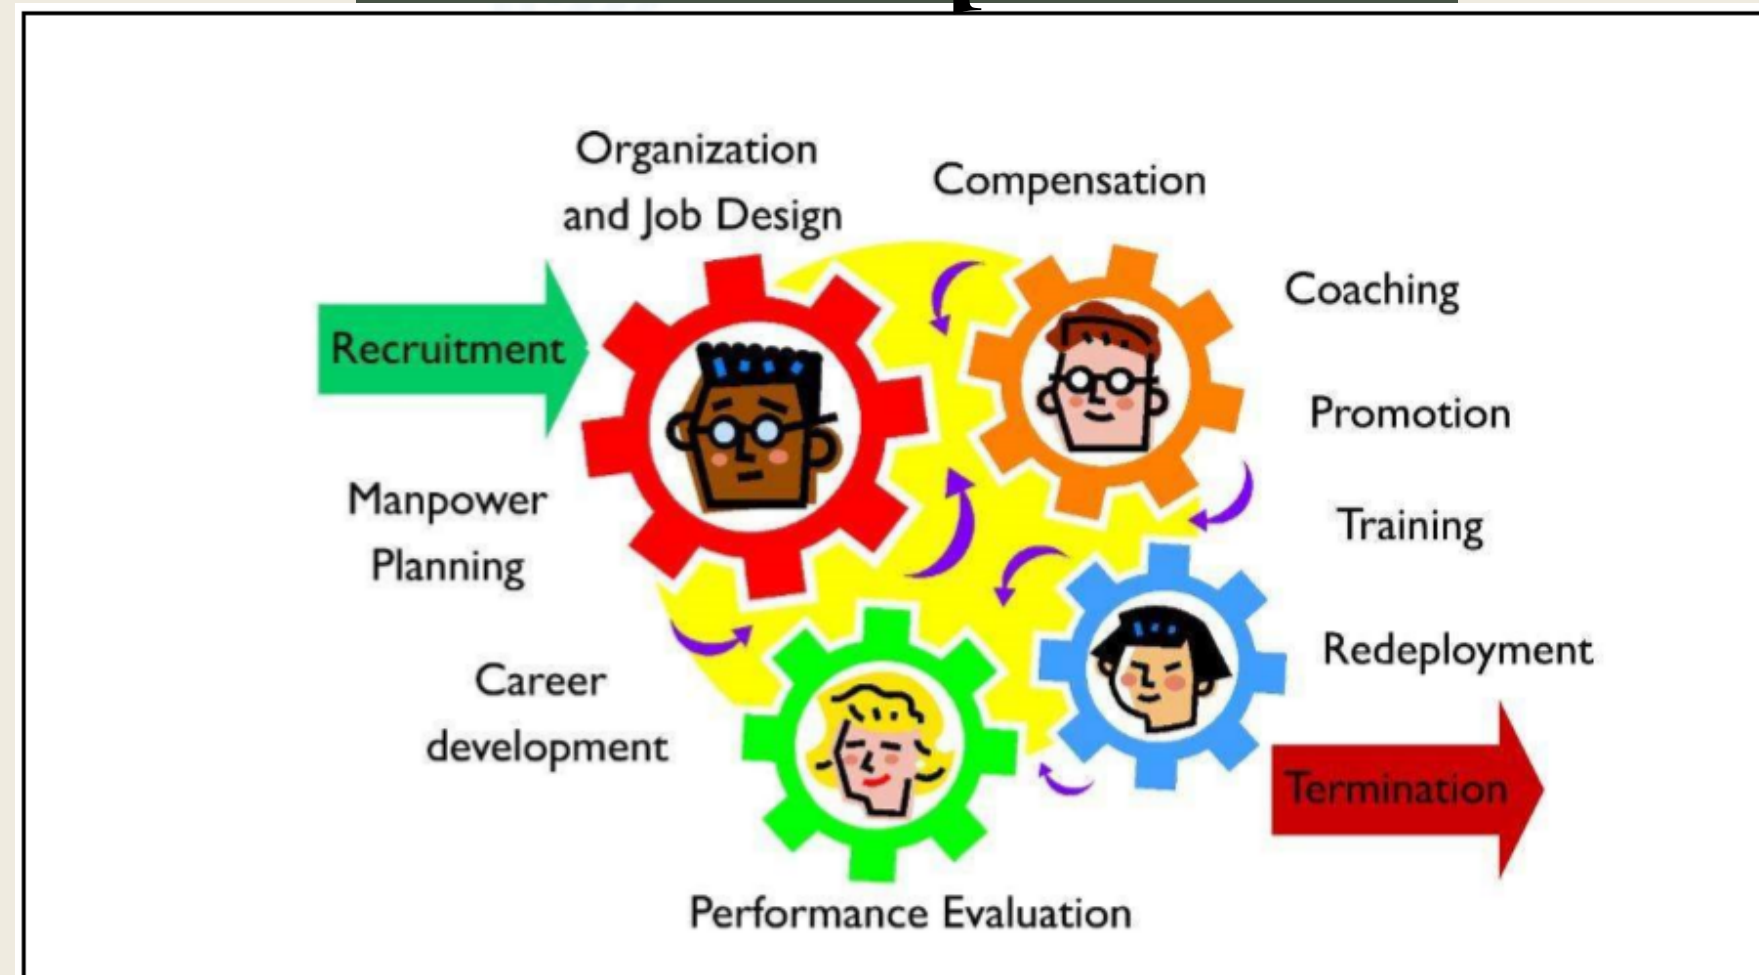 Organization
and Job Design
Compensation
Coaching
Recruitment
Promotion
Manpower
Planning
Training
Redeployment
Career
development
Termination
Performance Evaluation